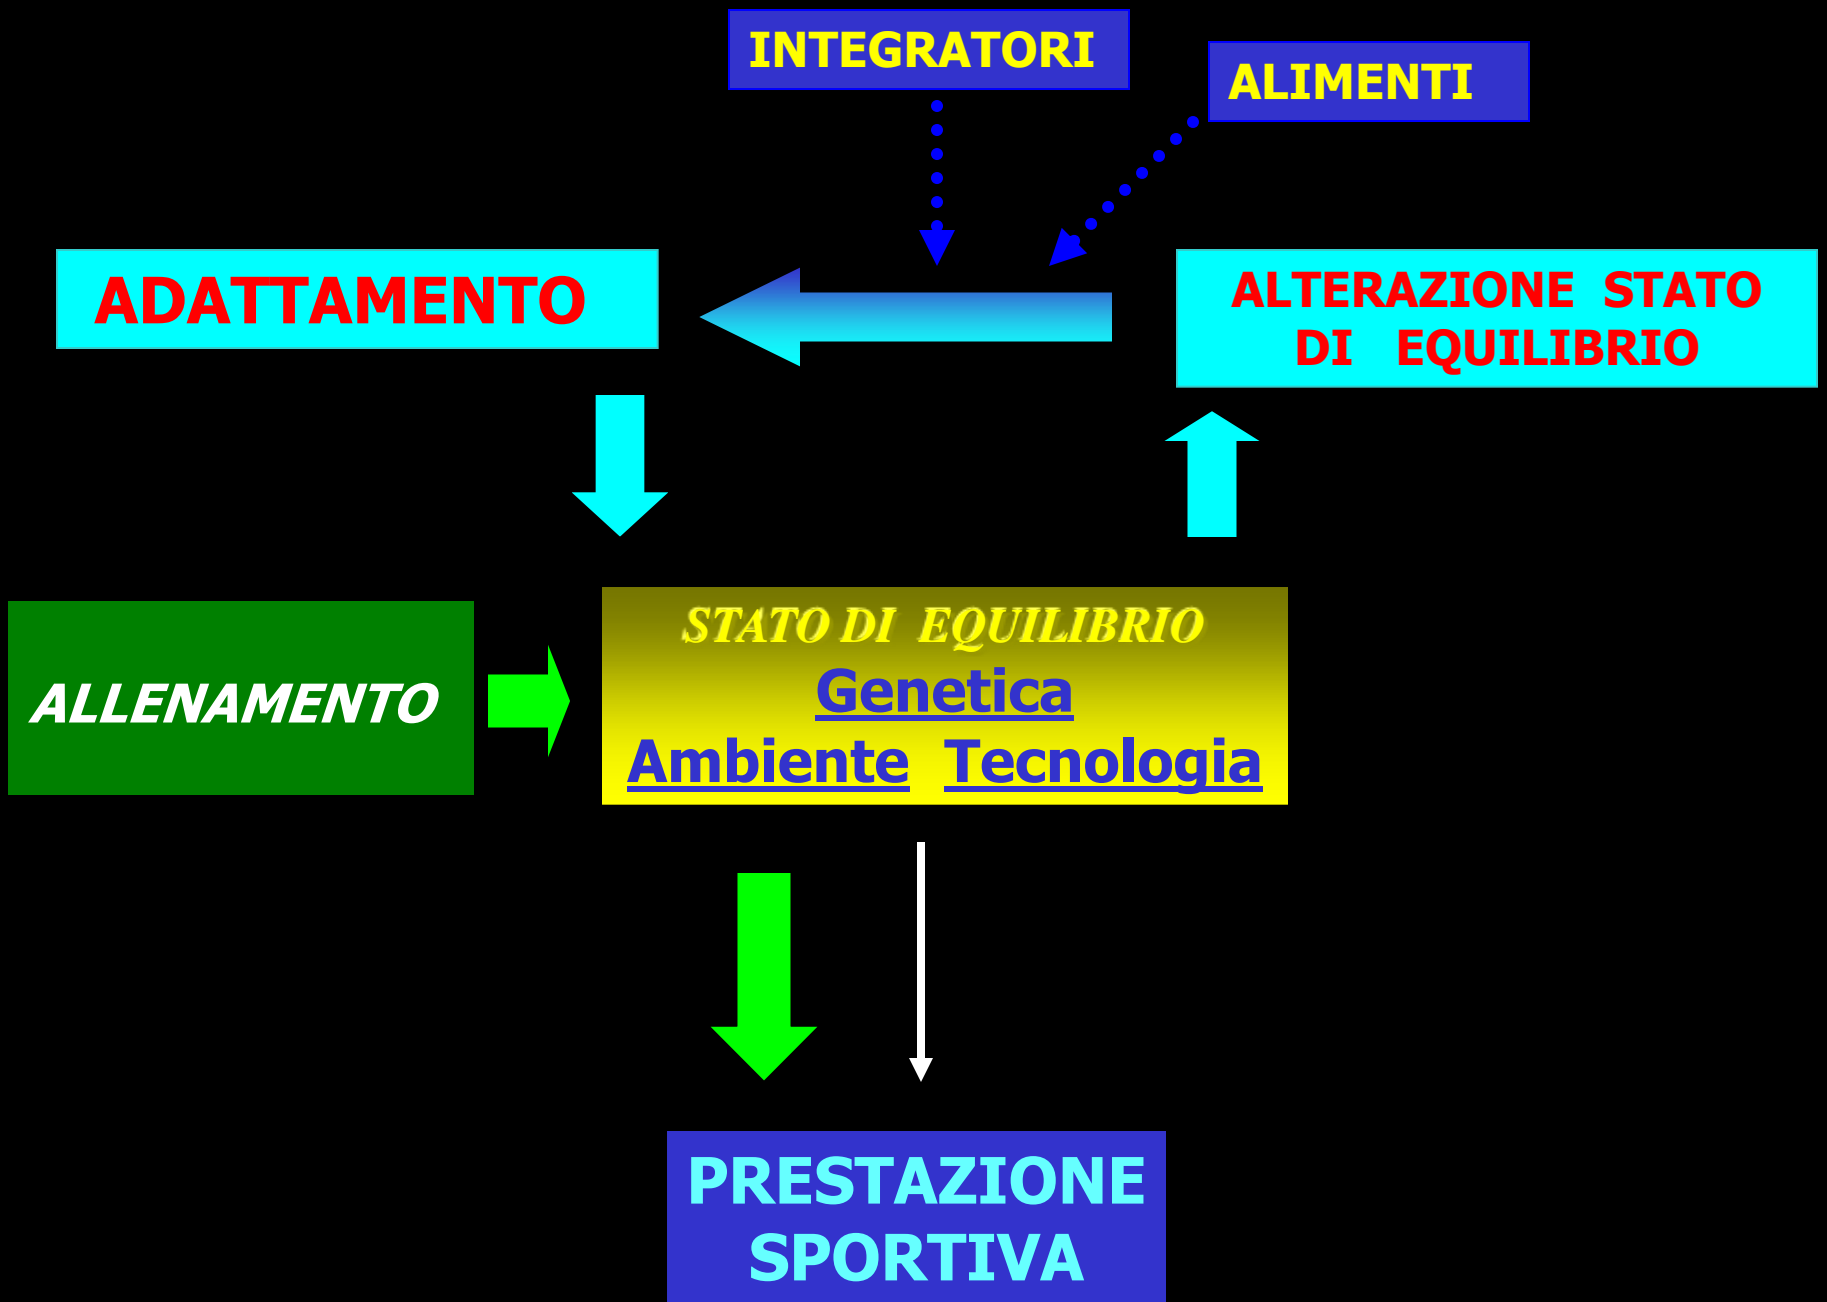 INTEGRATORI
ALIMENTI
ADATTAMENTO
ALTERAZIONE STATO
DI EQUILIBRIO
ALLENAMENTO
STATO DI EQUILIBRIO
Genetica
Ambiente Tecnologia
PRESTAZIONE
SPORTIVA